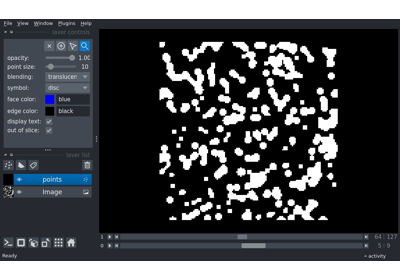 File View Window Plugins Help
layer controls
opacity: 1.00
point size: 10
blending: translucen
symbol: disc
face color: blue
edge color: black
display text:
out of slice:
layer list
points
Image
1 64 127
0 5 9
Ready activity